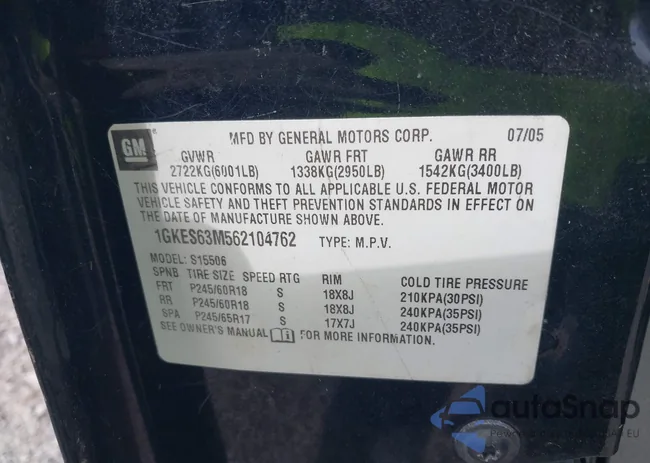 GM
MFD BY GENERAL MOTORS CORP. 07/05
GVWR GAWR FRT GAWR RR
2722KG(6001LB) 1338KG(2950LB) 1542KG(3400LB)
THIS VEHICLE CONFORMS TO ALL APPLICABLE U.S. FEDERAL MOTOR
VEHICLE SAFETY AND THEFT PREVENTION STANDARDS IN EFFECT ON
THE DATE OF MANUFACTURE SHOWN ABOVE.
1GKES63M562104762 TYPE: M.P.V.
MODEL: S15506
SPNB TIRE SIZE SPEED RTG RIM COLD TIRE PRESSURE
FRT P245/60R18 S 18X8J 210KPA(30PSI)
RR P245/60R18 S 18X8J 240KPA(35PSI)
SPA P245/65R17 S 17X7J 240KPA(35PSI)
SEE OWNER'S MANUAL FOR MORE INFORMATION.
autoSnap